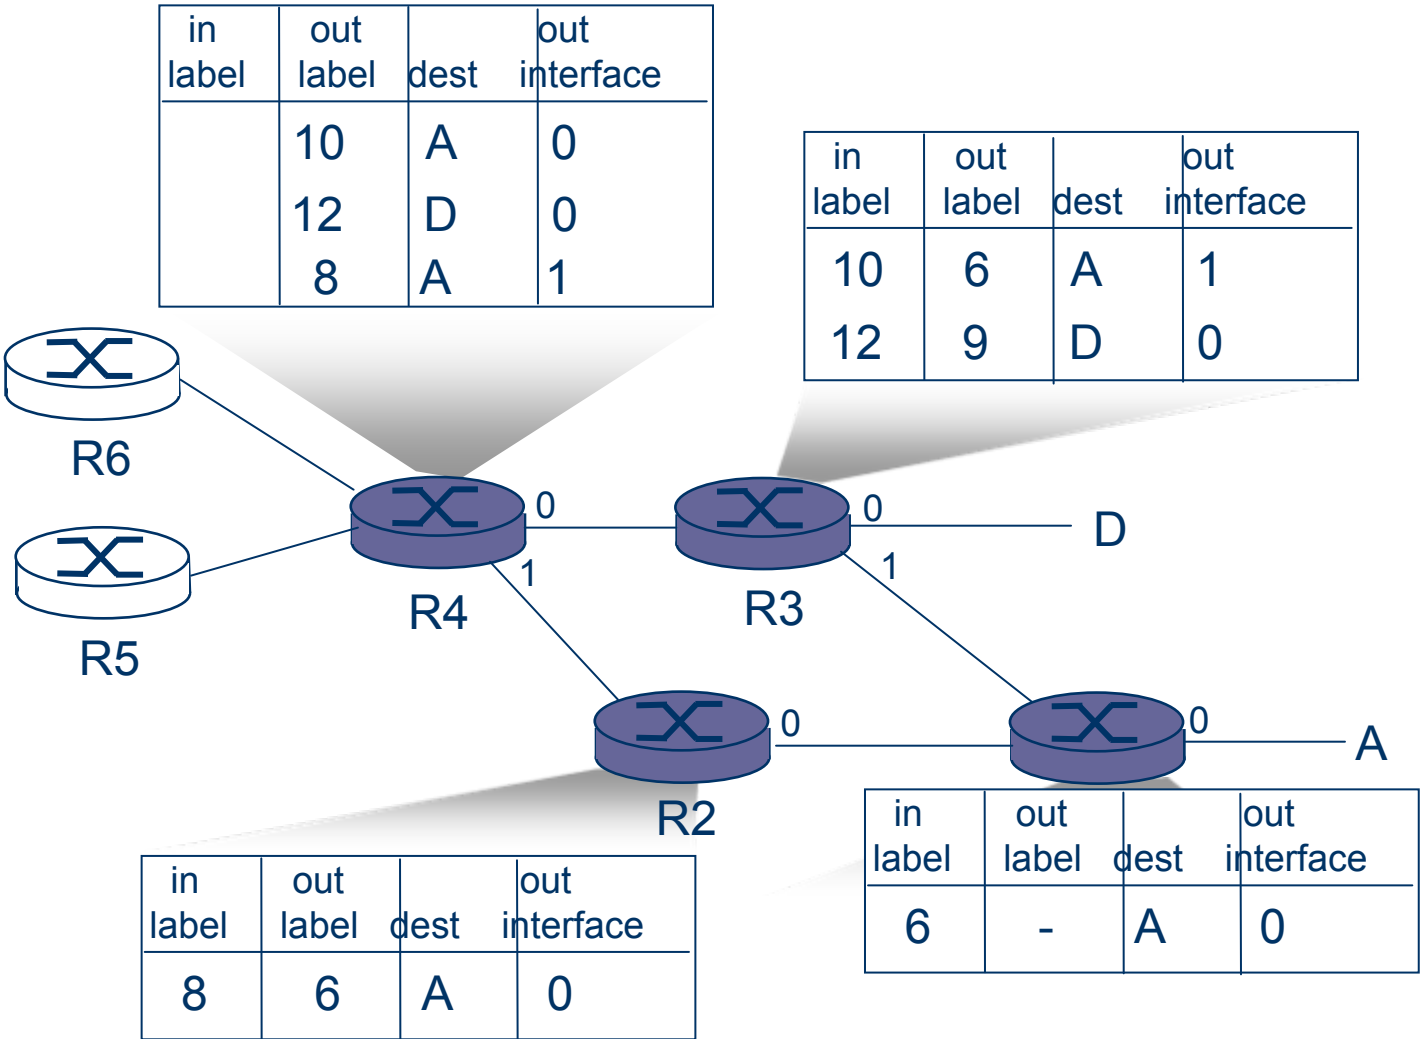 in out out
label label dest interface
10 A 0
12 D 0
8 A 1
in out out
label label dest interface
10 6 A 1
12 9 D 0
R6
0
0
D
1
1
R4
R3
R5
0
0
A
R2
in out out
label label dest interface
6 - A 0
in out out
label label dest interface
8 6 A 0